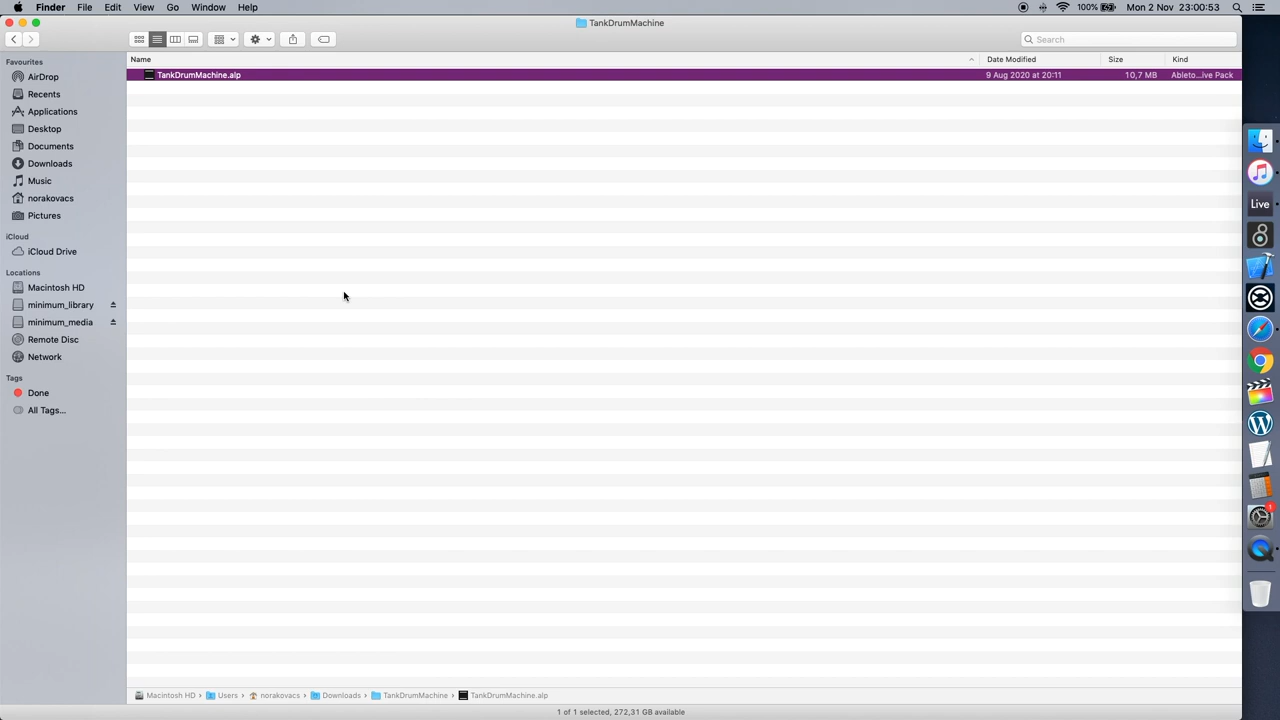 Finder File Edit View Go Window Help
100% Mon 2 Nov 23:00:53
TankDrumMachine
Search
Favourites
AirDrop
Recents
Applications
Desktop
Documents
Downloads
Music
norakovacs
Pictures
iCloud
iCloud Drive
Locations
Macintosh HD
minimum_library
minimum_media
Remote Disc
Network
Tags
Done
All Tags...
Name Date Modified Size Kind
TankDrumMachine.alp 9 Aug 2020 at 20:11 10,7 MB Ableto...ive Pack
Live
1
Macintosh HD › Users › norakovacs › Downloads › TankDrumMachine › TankDrumMachine.alp
1 of 1 selected, 272,31 GB available